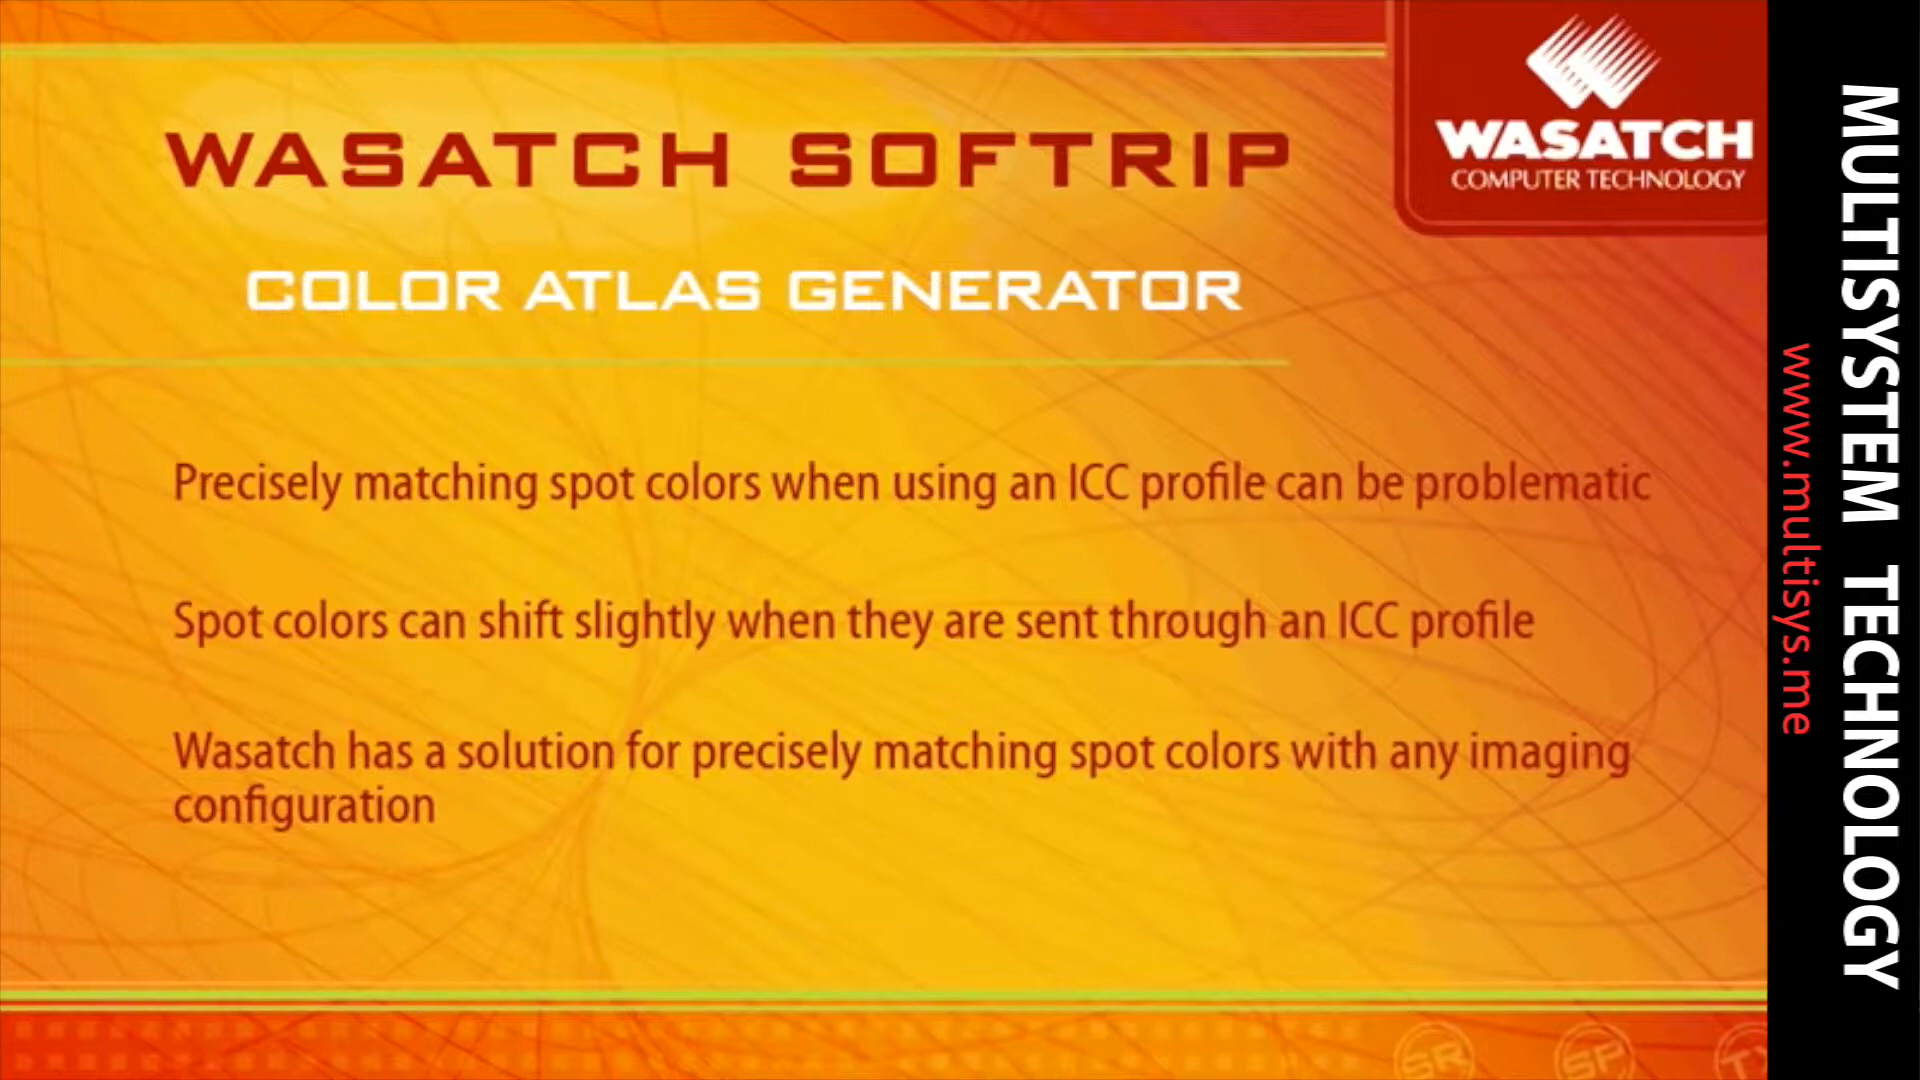 WASATCH SOFTRIP
WASATCH
COMPUTER TECHNOLOGY
COLOR ATLAS GENERATOR
Precisely matching spot colors when using an ICC profile can be problematic
Spot colors can shift slightly when they are sent through an ICC profile
Wasatch has a solution for precisely matching spot colors with any imaging
configuration
SR
SP
MULTISYSTEM TECHNOLOGY
www.multisys.me